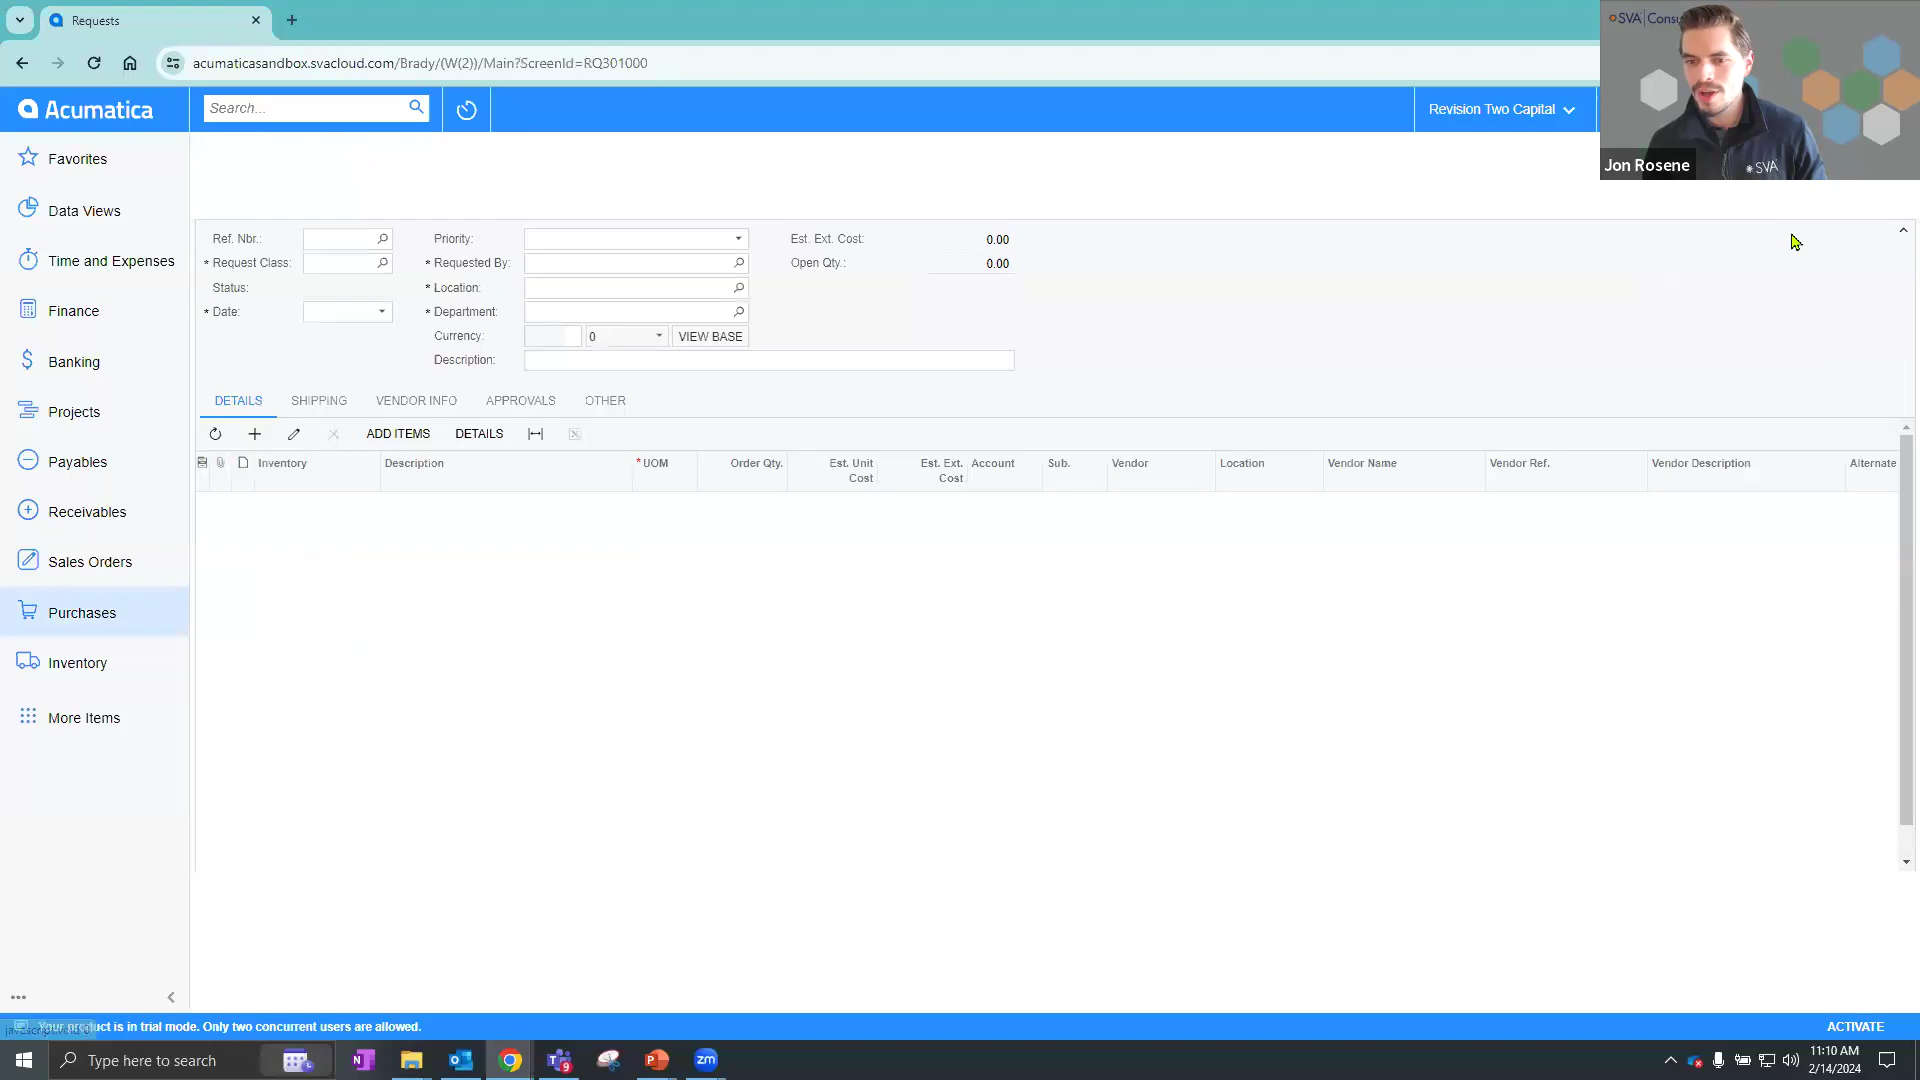 Requests
acumaticasandbox.svacloud.com/Brady/(W(2))/Main?ScreenId=RQ301000
SVA Consu
Acumatica
Search...
Revision Two Capital
Jon Rosene
SVA
Favorites
Data Views
Time and Expenses
Finance
Banking
Projects
Payables
Receivables
Sales Orders
Purchases
Inventory
More Items
Ref. Nbr.:
Priority:
Est. Ext. Cost:
0.00
* Request Class:
* Requested By:
Open Qty.:
0.00
Status:
* Location:
* Date:
* Department:
Currency:
0
VIEW BASE
Description:
DETAILS SHIPPING VENDOR INFO APPROVALS OTHER
ADD ITEMS DETAILS
Inventory Description * UOM Order Qty. Est. Unit Cost Est. Ext. Cost Account Sub. Vendor Location Vendor Name Vendor Ref. Vendor Description Alternate
Your product is in trial mode. Only two concurrent users are allowed.
ACTIVATE
Type here to search
9
zm
11:10 AM
2/14/2024